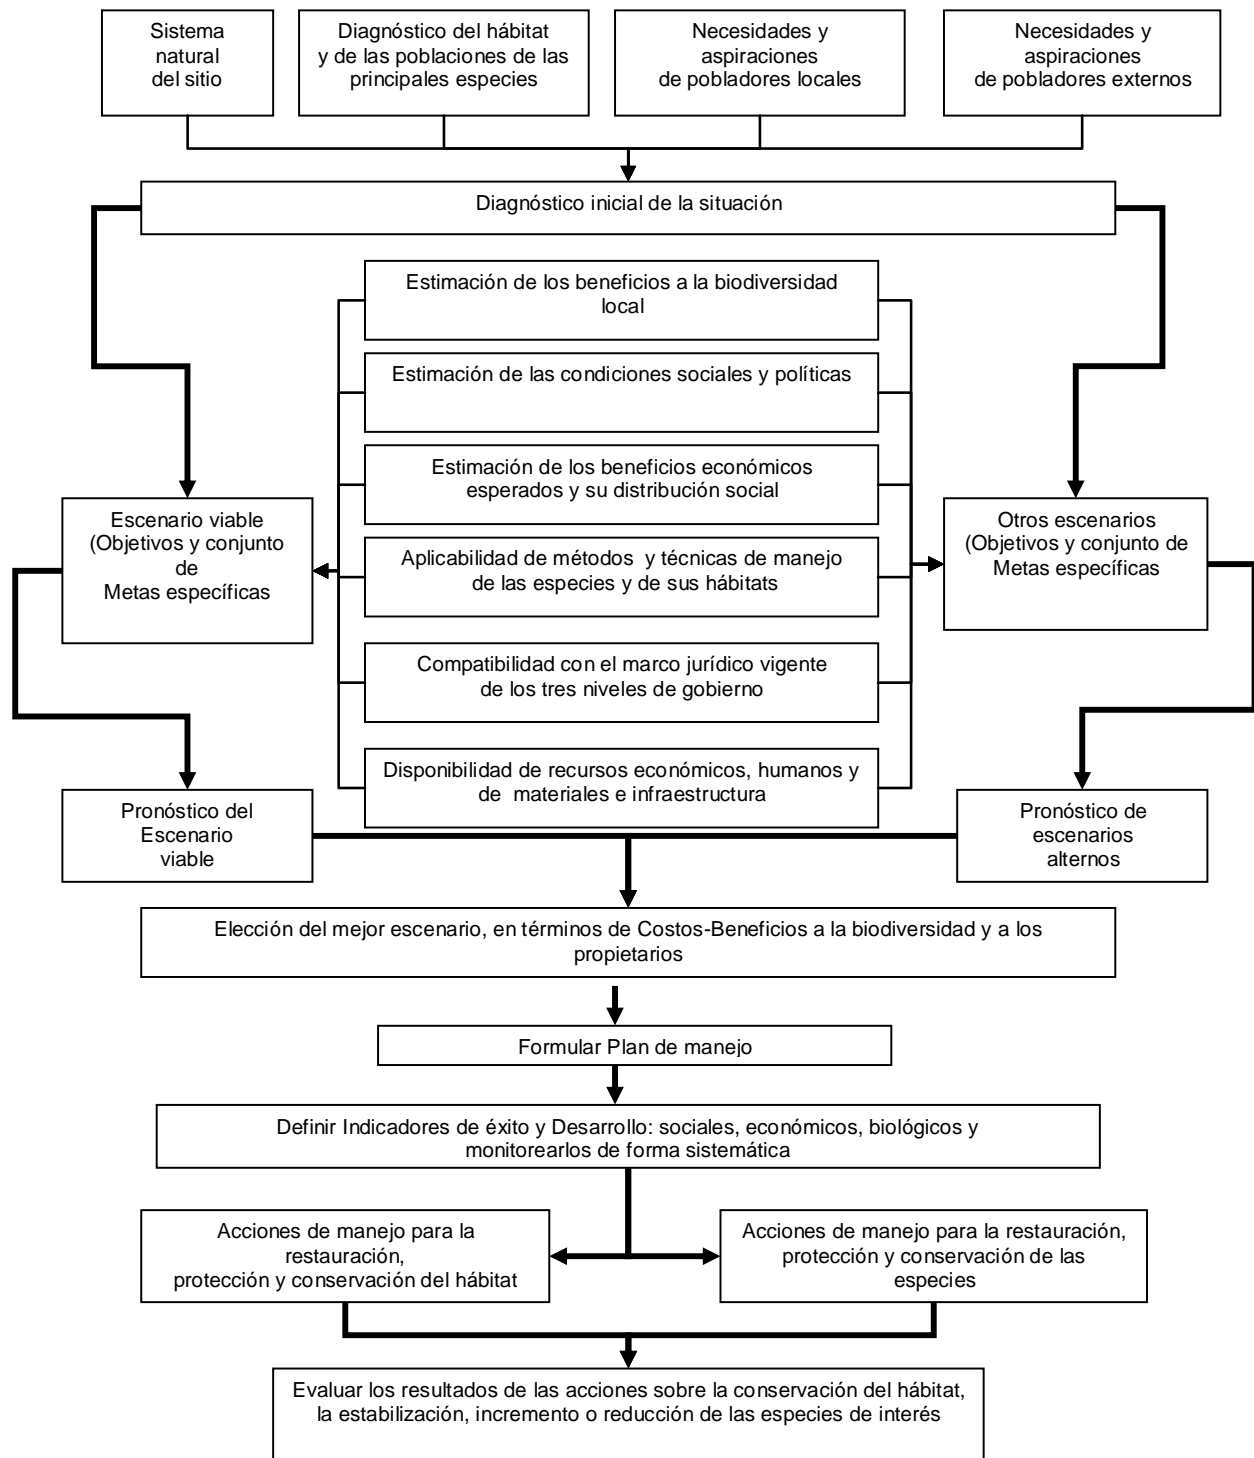 Sistema
natural
del sitio
Diagnóstico del hábitat
y de las poblaciones de las
principales especies
Necesidades y
aspiraciones
de pobladores locales
Necesidades y
aspiraciones
de pobladores externos
Diagnóstico inicial de la situación
Estimación de los beneficios a la biodiversidad
local
Estimación de las condiciones sociales y políticas
Estimación de los beneficios económicos
esperados y su distribución social
Escenario viable
(Objetivos y conjunto
de
Metas específicas
Aplicabilidad de métodos y técnicas de manejo
de las especies y de sus hábitats
Otros escenarios
(Objetivos y conjunto de
Metas específicas
Compatibilidad con el marco jurídico vigente
de los tres niveles de gobierno
Disponibilidad de recursos económicos, humanos y
de materiales e infraestructura
Pronóstico del
Escenario
viable
Pronóstico de
escenarios
alternos
Elección del mejor escenario, en términos de Costos-Beneficios a la biodiversidad y a los
propietarios
Formular Plan de manejo
Definir Indicadores de éxito y Desarrollo: sociales, económicos, biológicos y
monitorearlos de forma sistemática
Acciones de manejo para la
restauración,
protección y conservación del hábitat
Acciones de manejo para la restauración,
protección y conservación de las
especies
Evaluar los resultados de las acciones sobre la conservación del hábitat,
la estabilización, incremento o reducción de las especies de interés